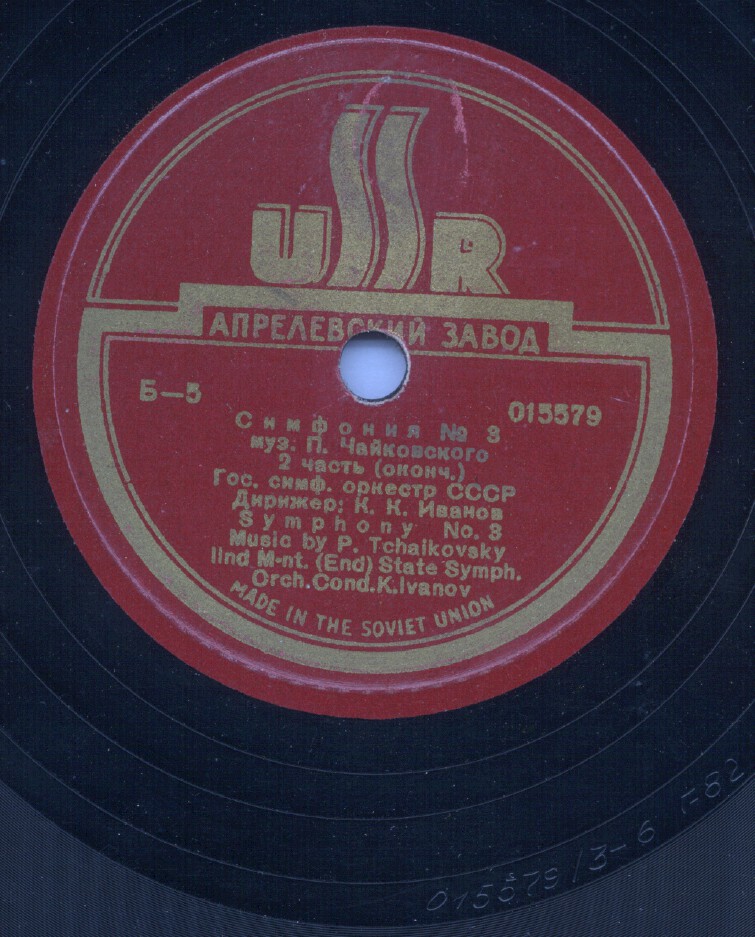 USSR
АПРЕЛЕВСКИЙ ЗАВОД
Б—5
015579
Симфония № 3
муз. П. Чайковского
2 часть (оконч.)
Гос. симф. оркестр СССР
Дирижер: К. К. Иванов
Symphony No. 3
Music by P. Tchaikovsky
IInd M-nt. (End) State Symph.
Orch.Cond.K.Ivanov
MADE IN THE SOVIET UNION
015579/3-6 Г-82